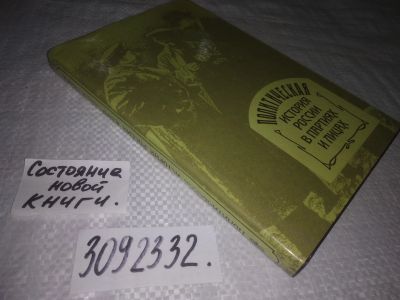 ПОЛИТИЧЕСКАЯ
ИСТОРИЯ
РОССИИ
В ПАРТИЯХ
И ЛИЦАХ
Состояние
новой
книги.
3092332.